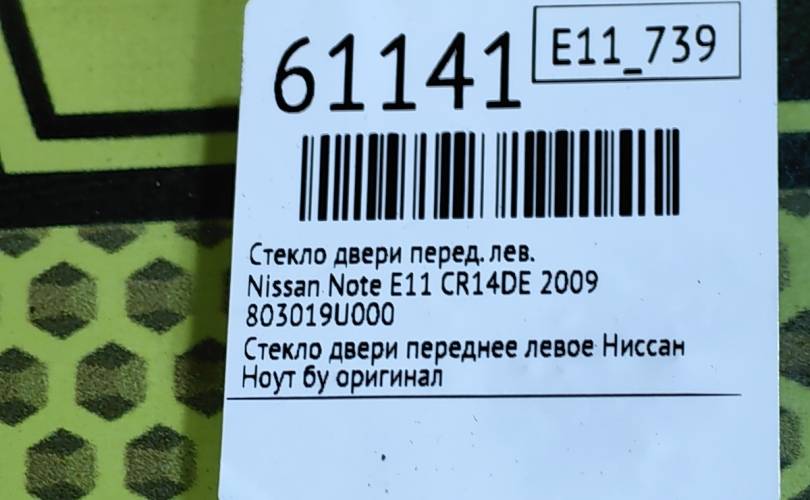 61141
E11_739
Стекло двери перед. лев.
Nissan Note E11 CR14DE 2009
803019U000
Стекло двери переднее левое Ниссан
Ноут бу оригинал